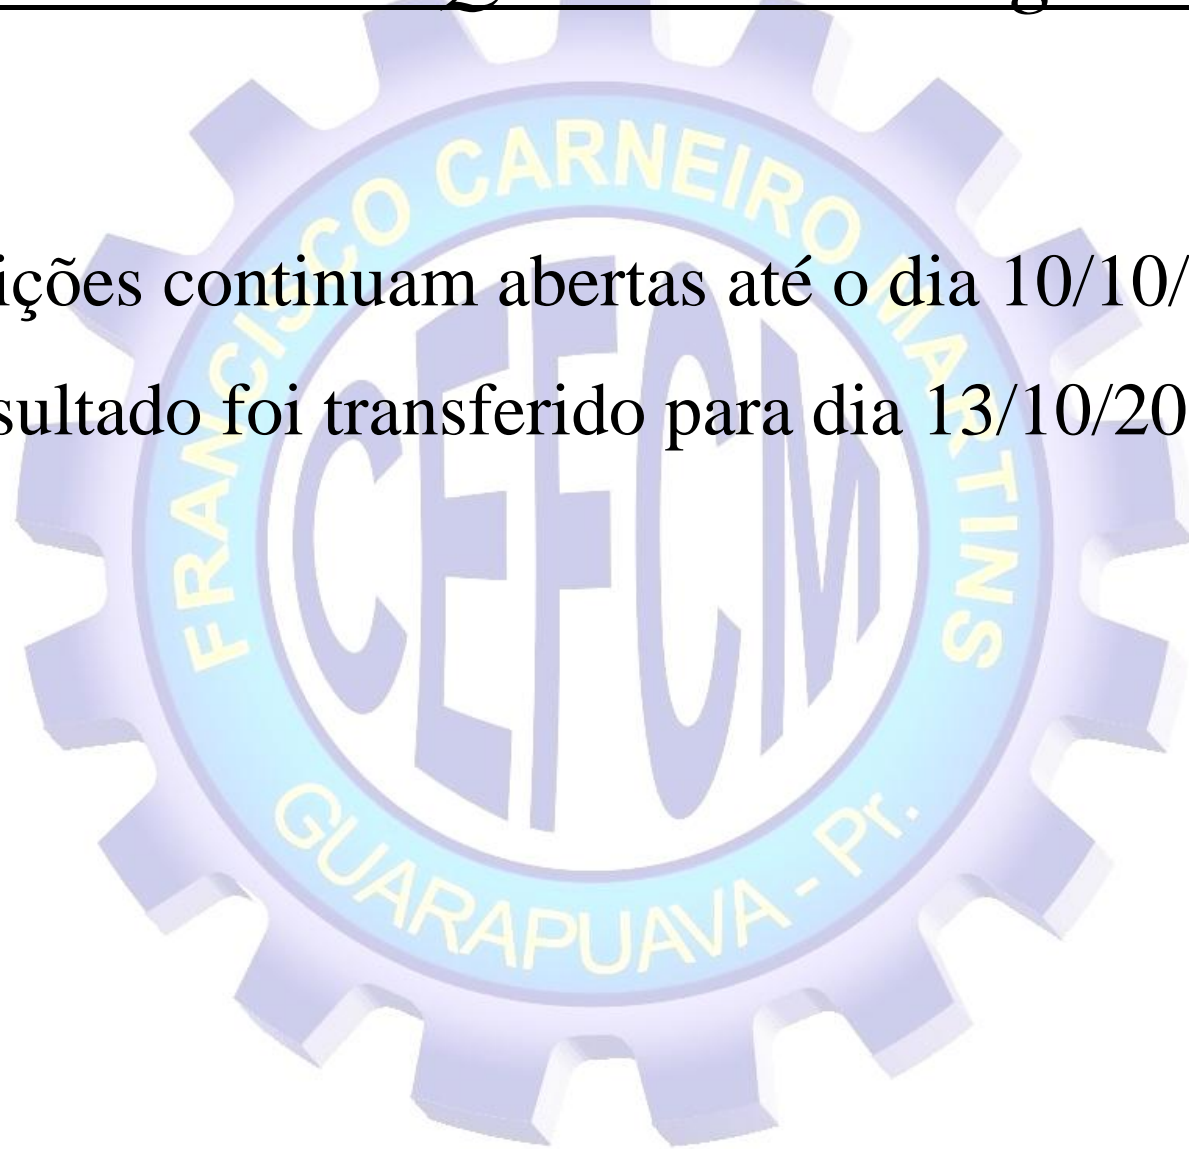 ições continuam abertas até o dia 10/10/
sultado foi transferido para dia 13/10/20
FRANCISCO CARNEIRO MARTINS
CEFCM
GUARAPUAVA - Pr.